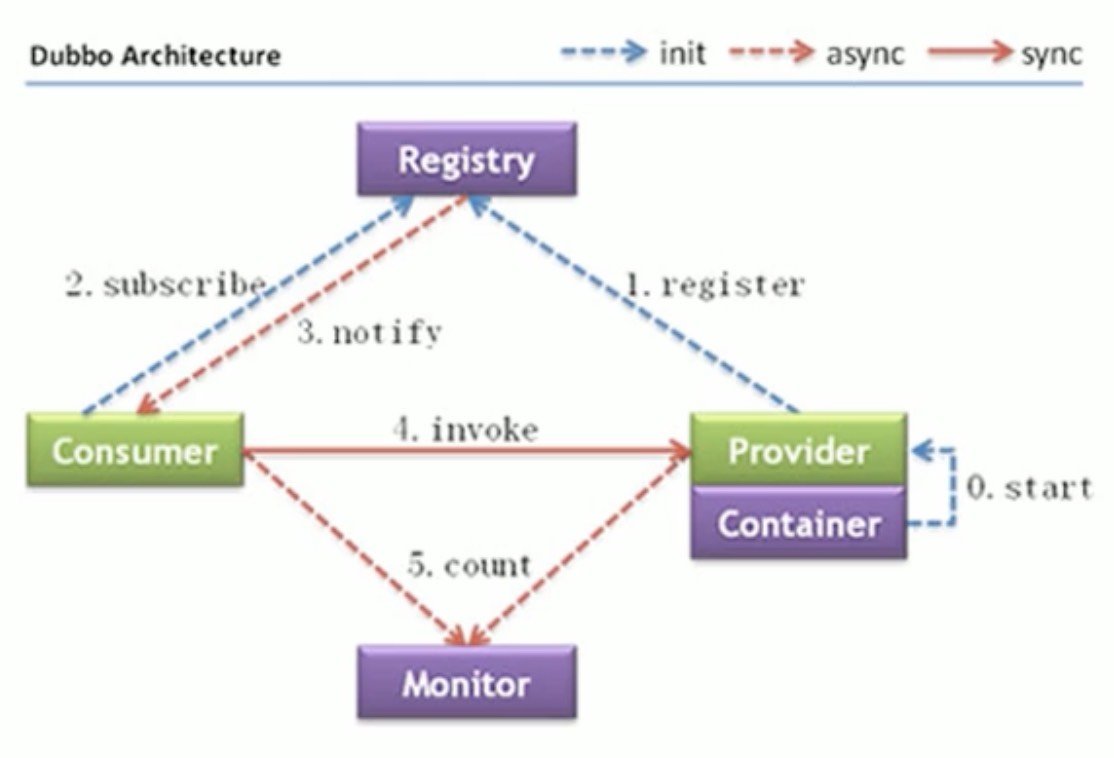 Dubbo Architecture
init
async
sync
Registry
2. subscribe
1. register
3. notify
4. invoke
Consumer
Provider
0. start
Container
5. count
Monitor